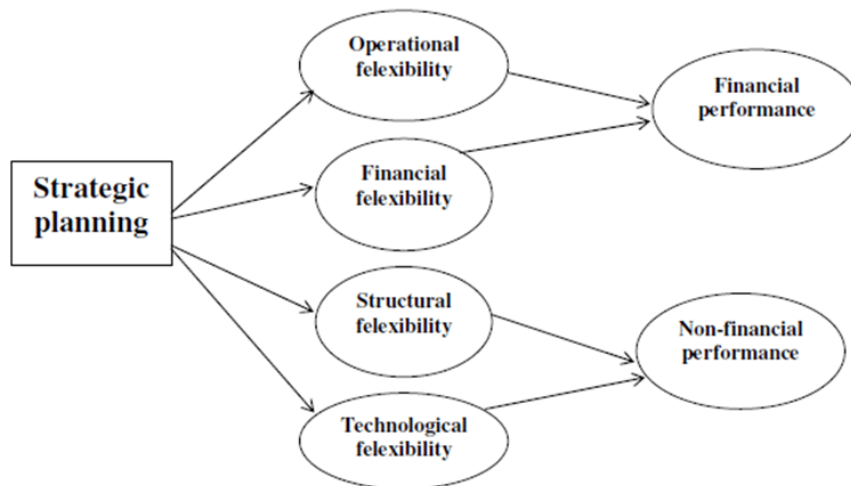 Operational
felexibility
Financial
performance
Strategic
planning
Financial
felexibility
Structural
felexibility
Non-financial
performance
Technological
felexibility